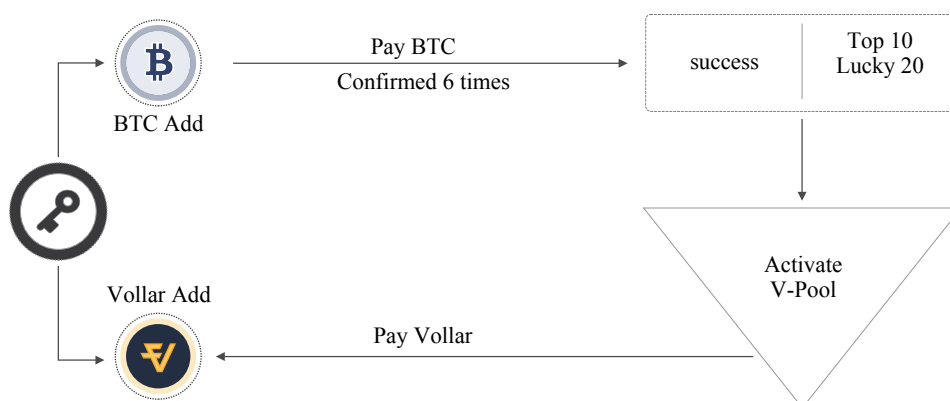 Pay BTC
Confirmed 6 times
BTC Add
success
Top 10
Lucky 20
Activate
V-Pool
Vollar Add
Pay Vollar